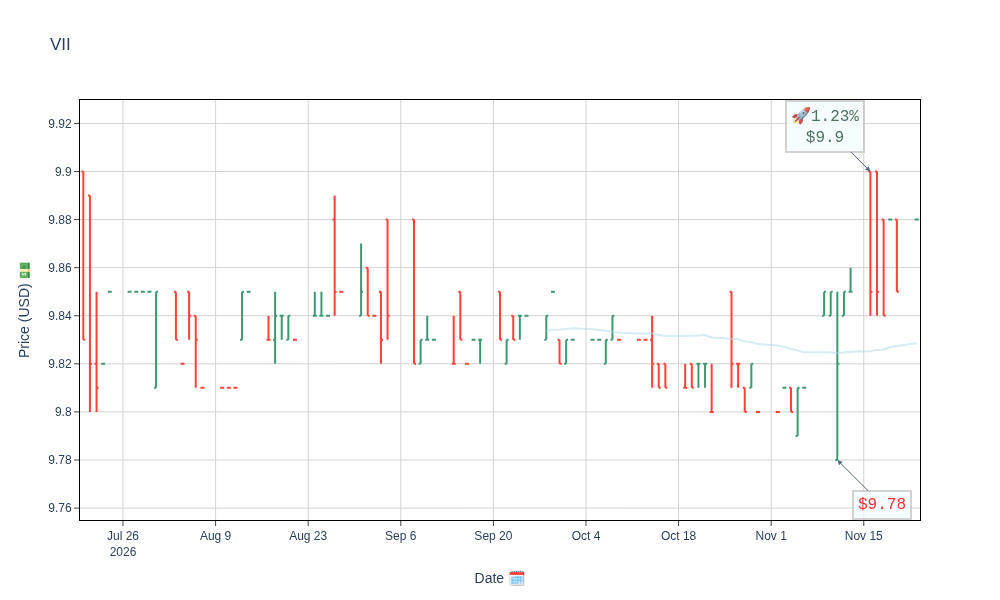 VII
🚀1.23%
$9.9
9.92
9.9
9.88
9.86
9.84
9.82
9.8
9.78
9.76
Price (USD) 💵
$9.78
Jul 26
2026
Aug 9
Aug 23
Sep 6
Sep 20
Oct 4
Oct 18
Nov 1
Nov 15
Date 🗓️